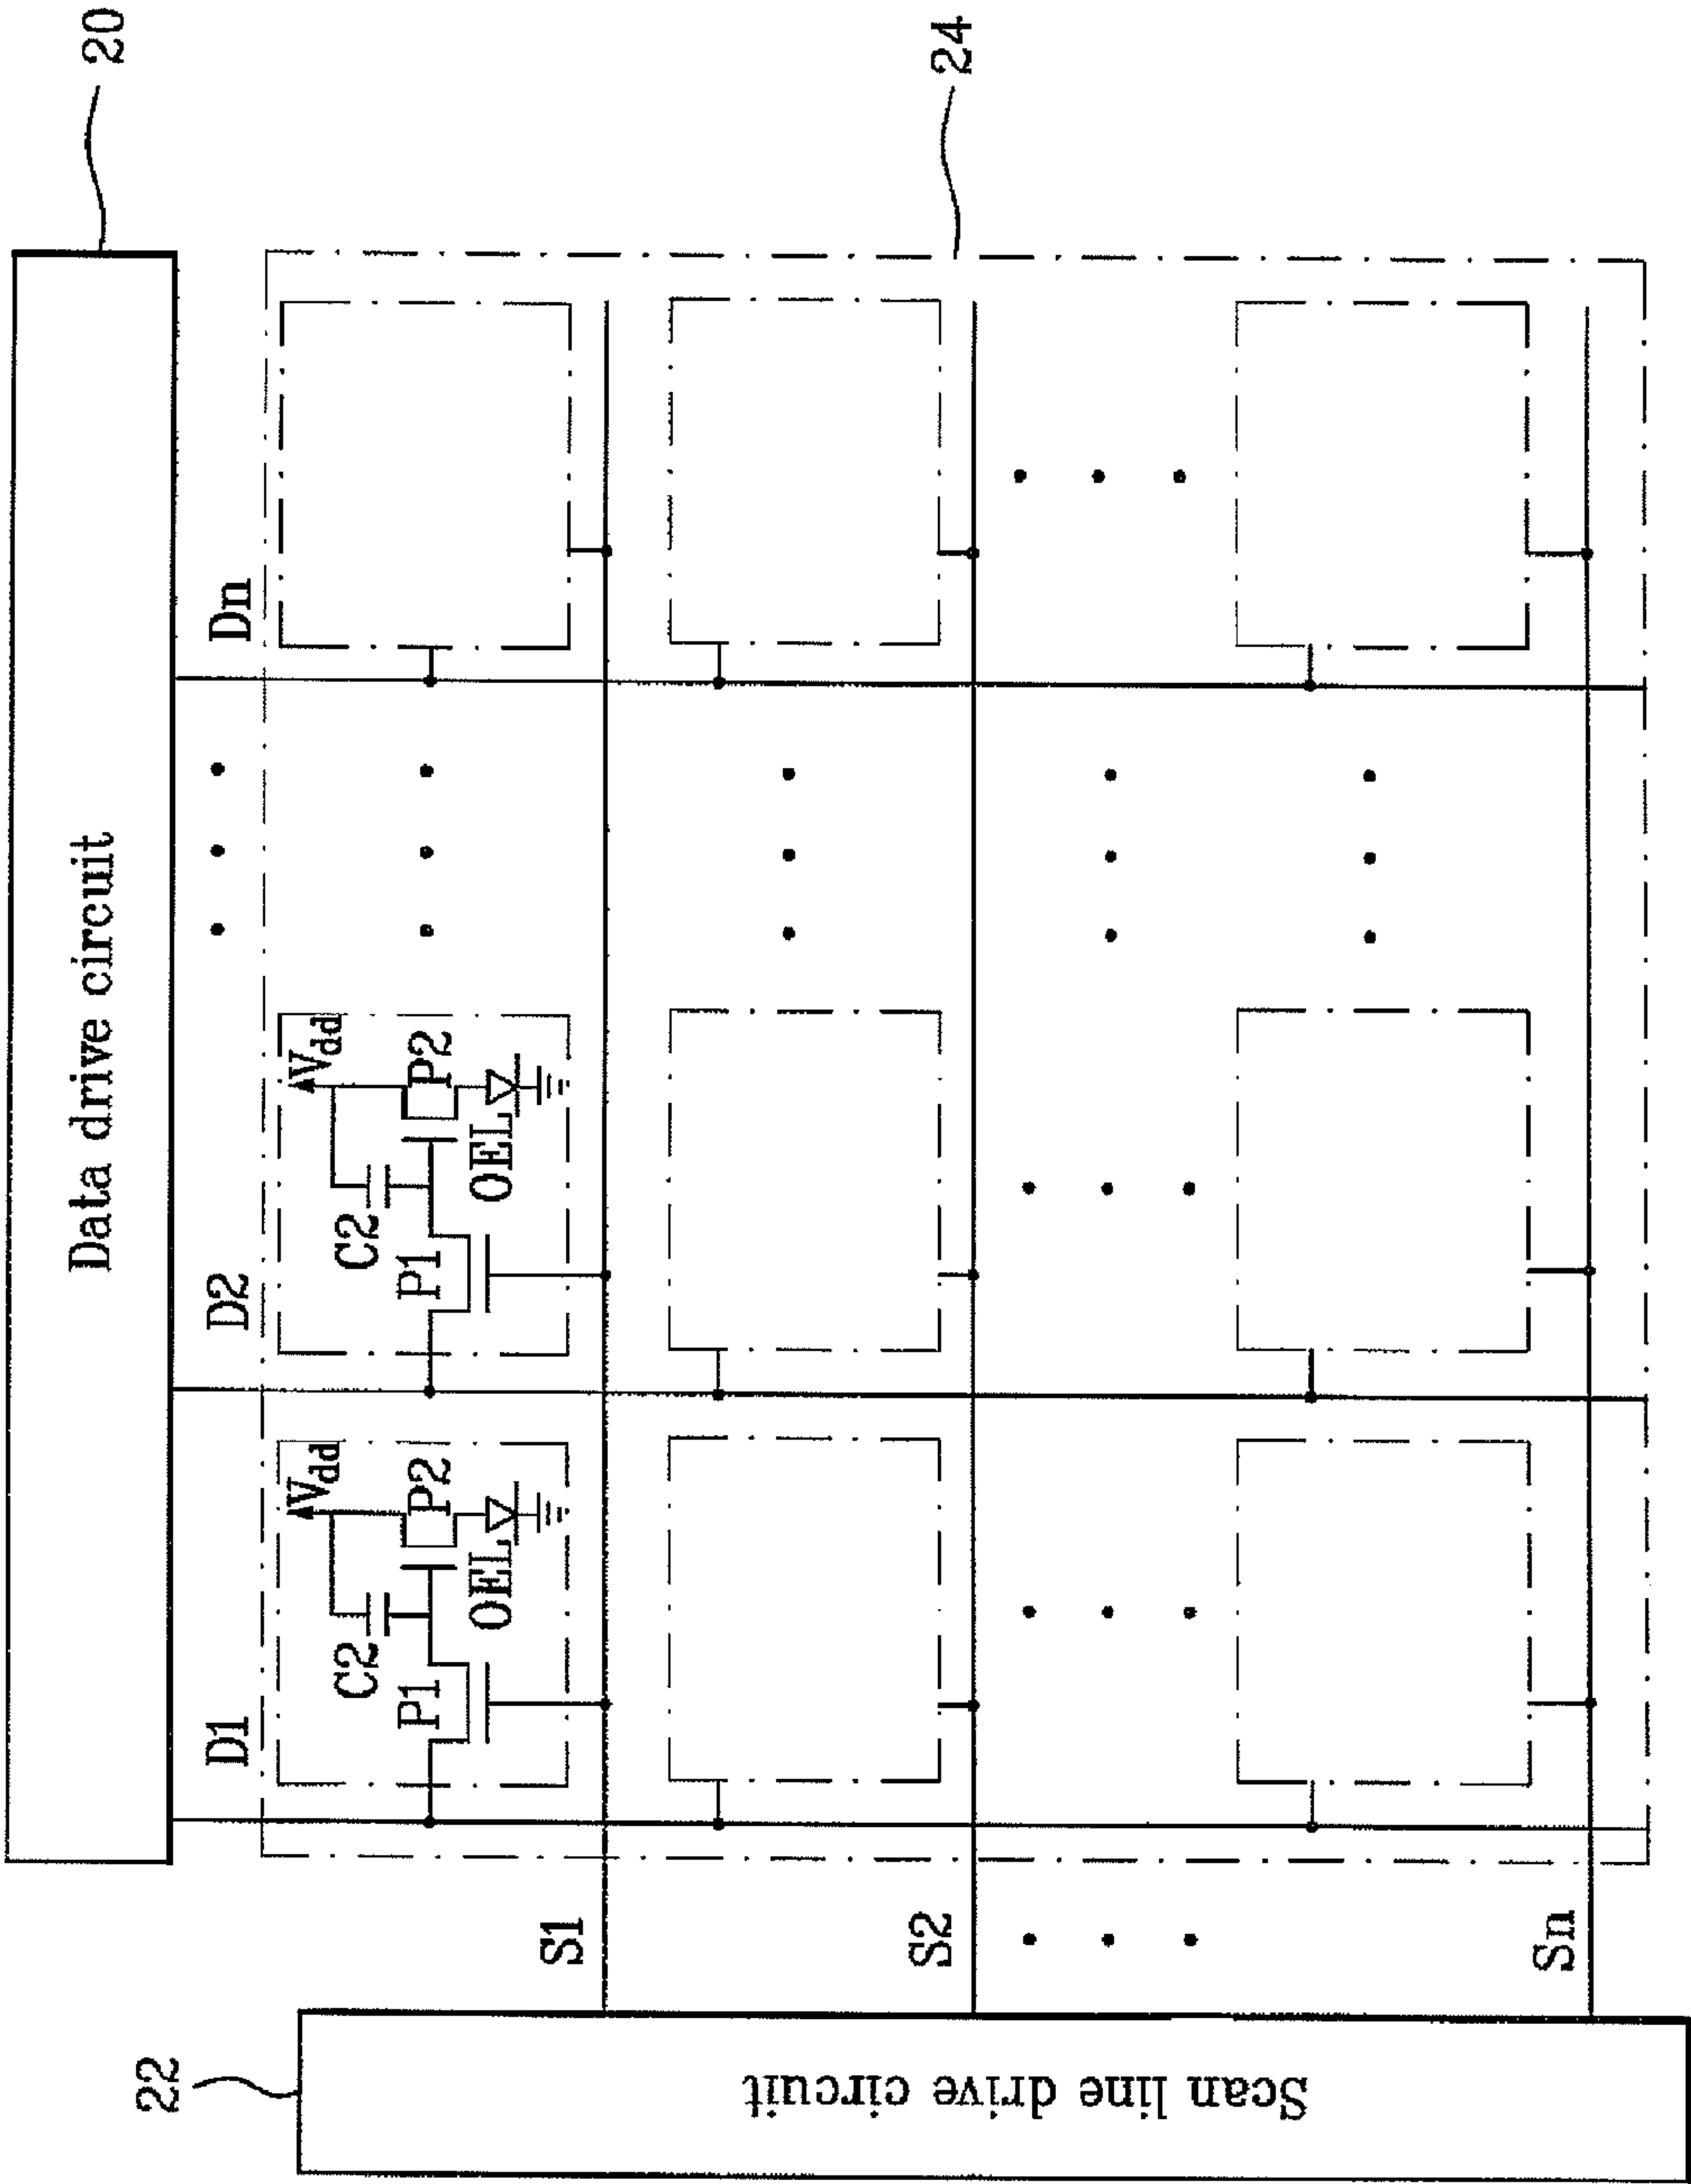 Data drive circuit
20
D1
D2
Dn
Vdd
C2
P1
P2
OEL
Vdd
C2
P1
P2
OEL
S1
24
S2
Sn
22
Scan line drive circuit